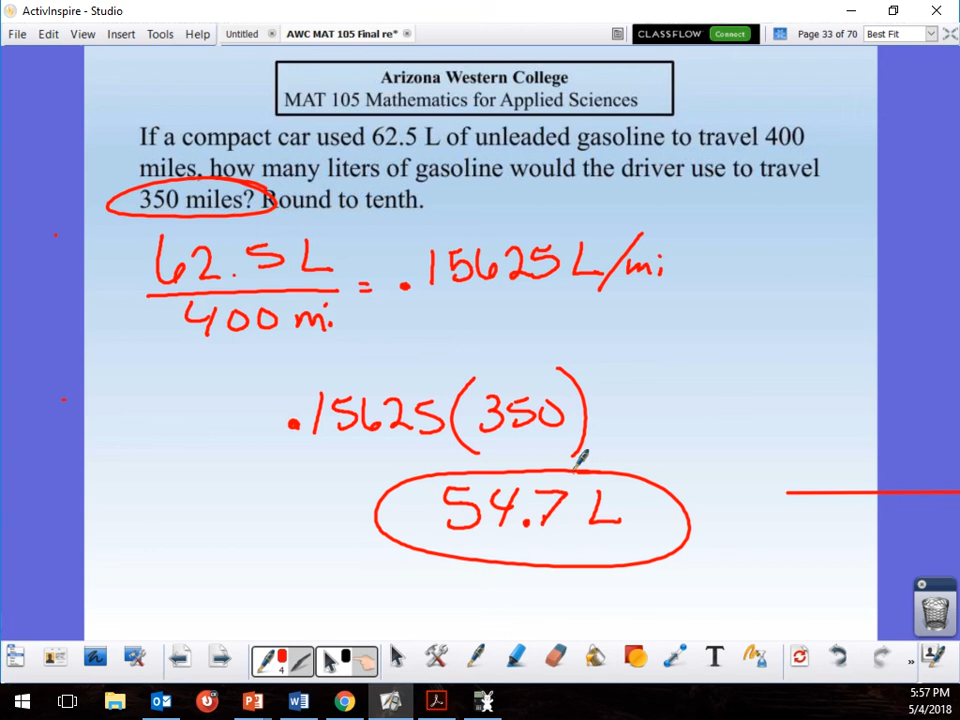 ActivInspire - Studio
File Edit View Insert Tools Help Untitled AWC MAT 105 Final re* CLASSFLOW Connect Page 33 of 70 Best Fit
Arizona Western College
MAT 105 Mathematics for Applied Sciences
If a compact car used 62.5 L of unleaded gasoline to travel 400
miles, how many liters of gasoline would the driver use to travel
350 miles? Round to tenth.
62.5 L
400 mi. = .15625 L/mi
.15625(350)
54.7 L
4 T »
5:57 PM
5/4/2018